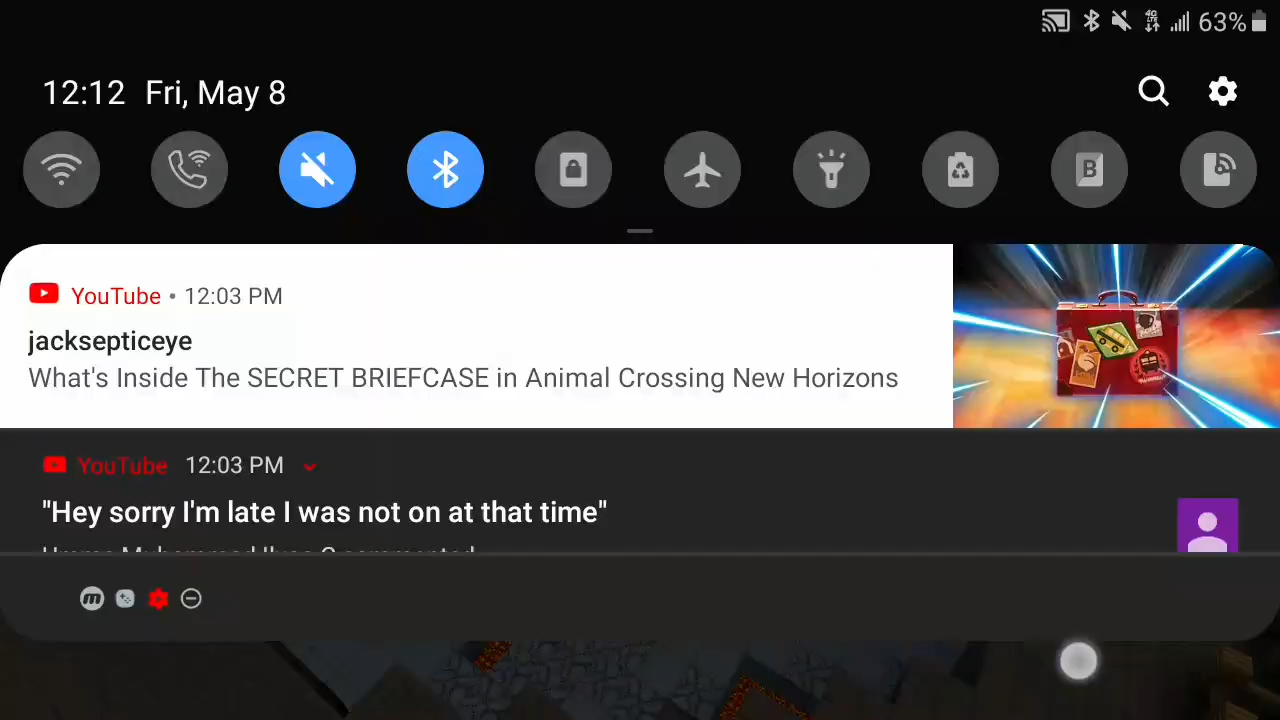 63%
12:12 Fri, May 8
B
YouTube • 12:03 PM
jacksepticeye
What's Inside The SECRET BRIEFCASE in Animal Crossing New Horizons
YouTube 12:03 PM
"Hey sorry I'm late I was not on at that time"